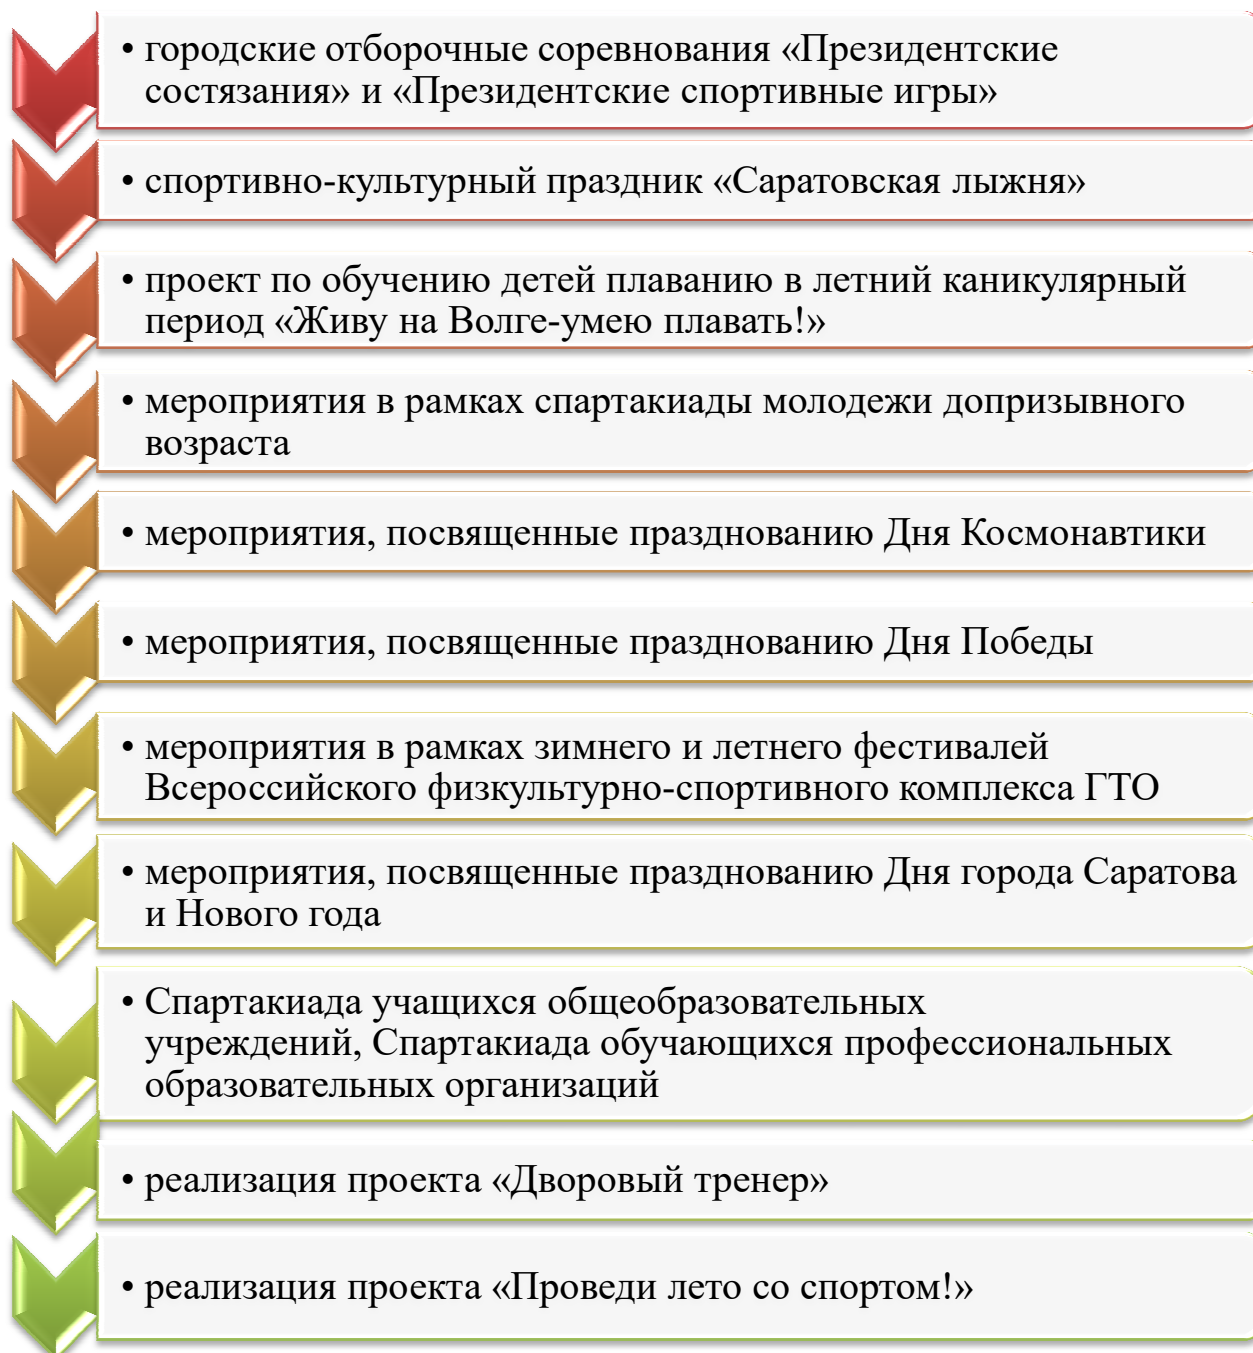 • городские отборочные соревнования «Президентские
состязания» и «Президентские спортивные игры»
• спортивно-культурный праздник «Саратовская лыжня»
• проект по обучению детей плаванию в летний каникулярный
период «Живу на Волге-умею плавать!»
• мероприятия в рамках спартакиады молодежи допризывного
возраста
• мероприятия, посвященные празднованию Дня Космонавтики
• мероприятия, посвященные празднованию Дня Победы
• мероприятия в рамках зимнего и летнего фестивалей
Всероссийского физкультурно-спортивного комплекса ГТО
• мероприятия, посвященные празднованию Дня города Саратова
и Нового года
• Спартакиада учащихся общеобразовательных
учреждений, Спартакиада обучающихся профессиональных
образовательных организаций
• реализация проекта «Дворовый тренер»
• реализация проекта «Проведи лето со спортом!»